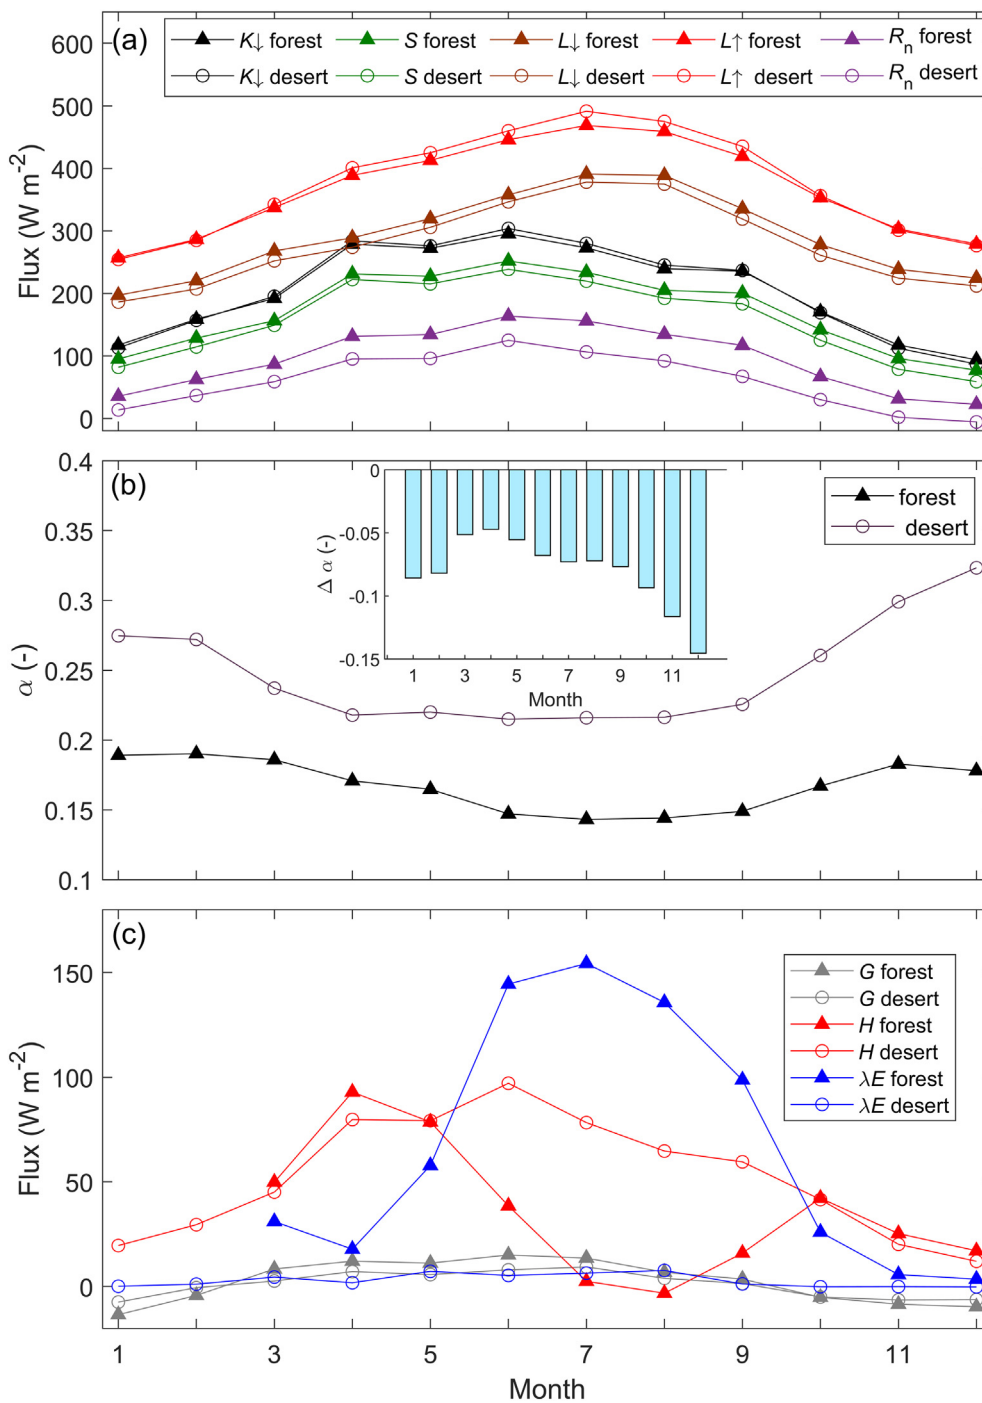 (a)
K↓ forest S forest L↓ forest L↑ forest Rn forest
K↓ desert S desert L↓ desert L↑ desert Rn desert
600
500
400
300
200
100
0
Flux (W m-2)
(b)
0.4
0.35
0.3
0.25
0.2
0.15
0.1
α (-)
forest
desert
0
-0.05
-0.1
-0.15
Δ α (-)
1 3 5 7 9 11
Month
(c)
150
100
50
0
Flux (W m-2)
G forest
G desert
H forest
H desert
λE forest
λE desert
1 3 5 7 9 11
Month